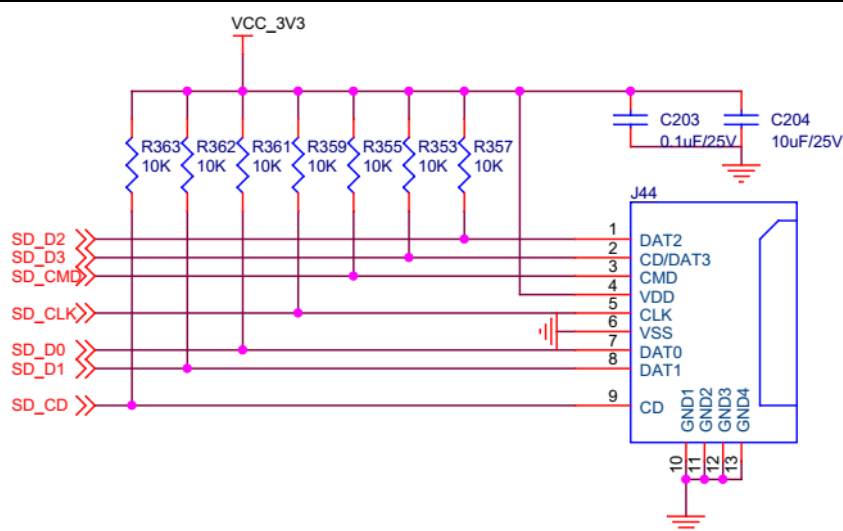 VCC_3V3
R363 R362 R361 R359 R355 R353 R357
10K 10K 10K 10K 10K 10K 10K
C203 C204
0.1uF/25V 10uF/25V
J44
SD_D2 1 DAT2
SD_D3 2 CD/DAT3
SD_CMD 3 CMD
4 VDD
SD_CLK 5 CLK
6 VSS
SD_D0 7 DAT0
SD_D1 8 DAT1
SD_CD 9 CD
GND1 GND2 GND3 GND4
10 11 12 13